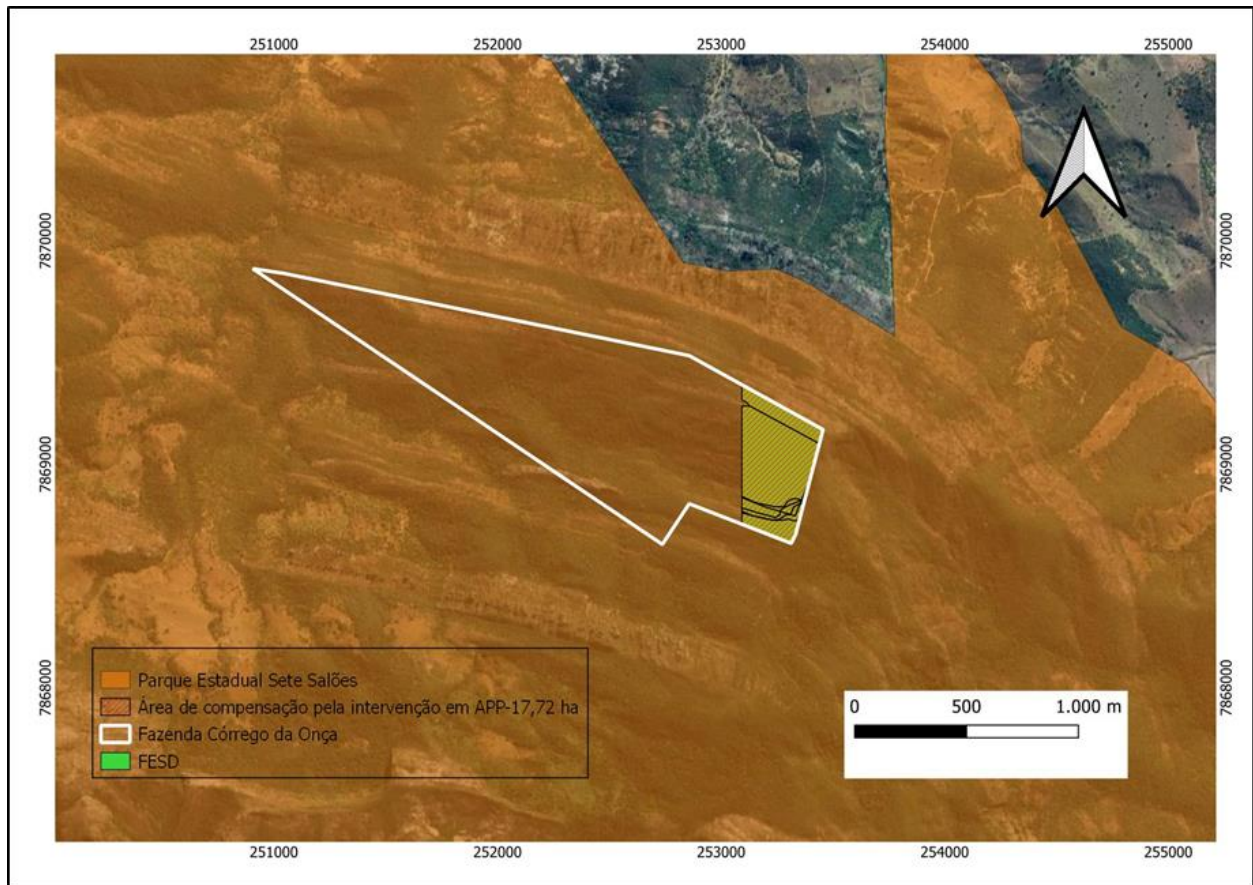 251000 252000 253000 254000 255000
7870000 7870000
7869000 7869000
7868000 7868000
Parque Estadual Sete Salões
Área de compensação pela intervenção em APP-17,72 ha
Fazenda Córrego da Onça
FESD
0 500 1.000 m
251000 252000 253000 254000 255000